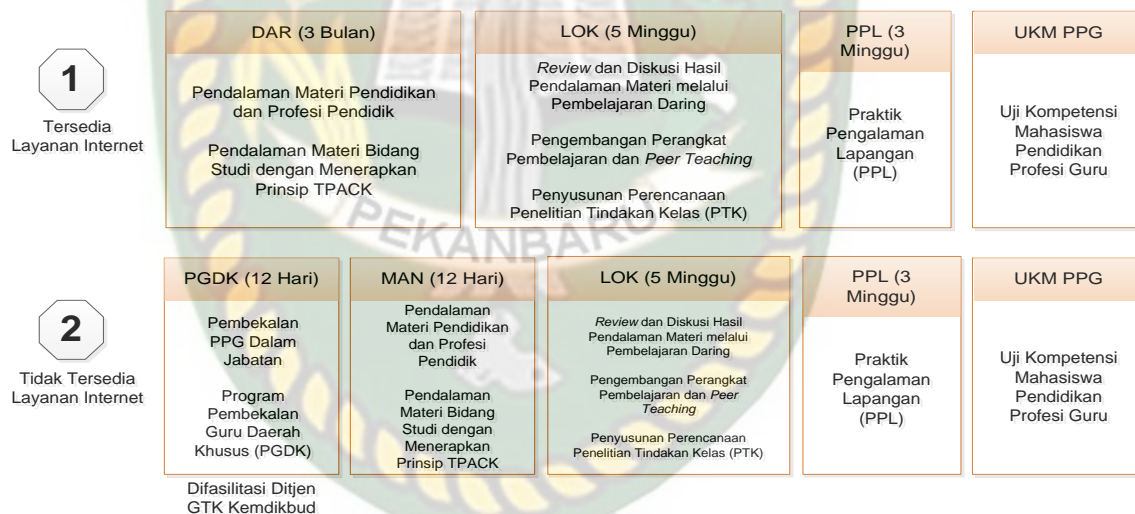 1
Tersedia
Layanan Internet
DAR (3 Bulan)
Pendalaman Materi Pendidikan
dan Profesi Pendidik
Pendalaman Materi Bidang
Studi dengan Menerapkan
Prinsip TPACK
LOK (5 Minggu)
Review dan Diskusi Hasil
Pendalaman Materi melalui
Pembelajaran Daring
Pengembangan Perangkat
Pembelajaran dan Peer Teaching
Penyusunan Perencanaan
Penelitian Tindakan Kelas (PTK)
PPL (3
Minggu)
Praktik
Pengalaman
Lapangan
(PPL)
UKM PPG
Uji Kompetensi
Mahasiswa
Pendidikan
Profesi Guru
PEKANBARU
2
Tidak Tersedia
Layanan Internet
PGDK (12 Hari)
Pembekalan
PPG Dalam
Jabatan
Program
Pembekalan
Guru Daerah
Khusus (PGDK)
Difasilitasi Ditjen
GTK Kemdikbud
MAN (12 Hari)
Pendalaman
Materi Pendidikan
dan Profesi
Pendidik
Pendalaman
Materi Bidang
Studi dengan
Menerapkan
Prinsip TPACK
LOK (5 Minggu)
Review dan Diskusi Hasil
Pendalaman Materi melalui
Pembelajaran Daring
Pengembangan Perangkat
Pembelajaran dan Peer
Teaching
Penyusunan Perencanaan
Penelitian Tindakan Kelas (PTK)
PPL (3
Minggu)
Praktik
Pengalaman
Lapangan
(PPL)
UKM PPG
Uji Kompetensi
Mahasiswa
Pendidikan
Profesi Guru